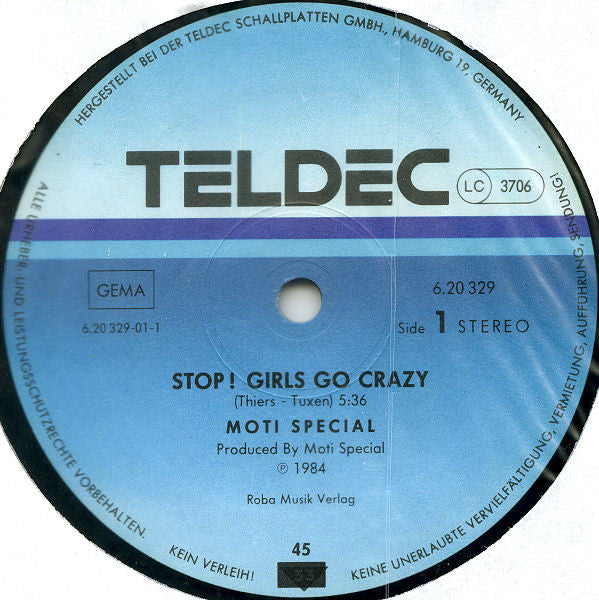 HERGESTELLT BEI DER TELDEC SCHALLPLATTEN GMBH., HAMBURG 19, GERMANY
TELDEC
LC 3706
GEMA
6.20 329
6.20 329-01-1
Side 1 STEREO
STOP! GIRLS GO CRAZY
(Thiers - Tuxen) 5:36
MOTI SPECIAL
Produced By Moti Special
℗ 1984
Roba Musik Verlag
45
ALLE URHEBER- UND LEISTUNGSSCHUTZRECHTE VORBEHALTEN.
KEIN VERLEIH!
KEINE UNERLAUBTE VERVIELFÄLTIGUNG, VERMIETUNG, AUFFÜHRUNG, SENDUNG!